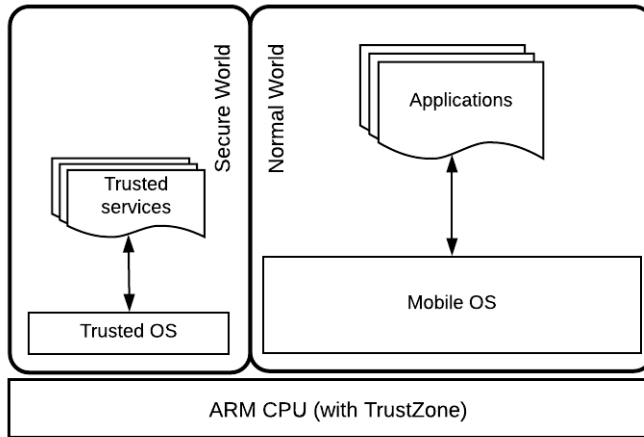 Secure World
Normal World
Applications
Trusted
services
Trusted OS
Mobile OS
ARM CPU (with TrustZone)